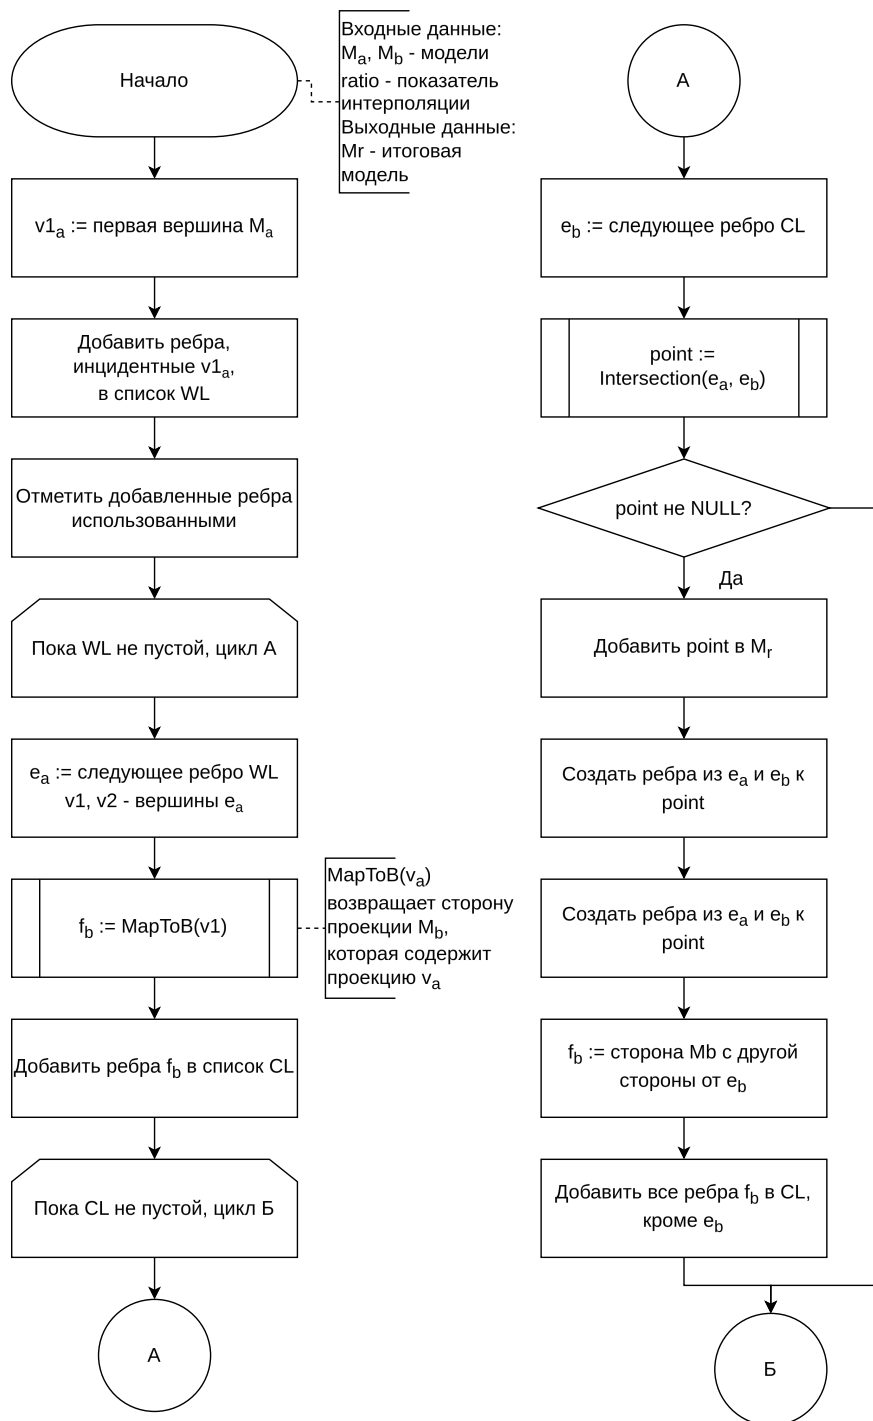 Начало
Входные данные:
Ma, Mb - модели
ratio - показатель
интерполяции
Выходные данные:
Mr - итоговая
модель
v1a := первая вершина Ma
Добавить ребра,
инцидентные v1a,
в список WL
Отметить добавленные ребра
использованными
Пока WL не пустой, цикл А
ea := следующее ребро WL
v1, v2 - вершины ea
fb := MapToB(v1)
MapToB(va)
возвращает сторону
проекции Mb,
которая содержит
проекцию va
Добавить ребра fb в список CL
Пока CL не пустой, цикл Б
А
А
eb := следующее ребро CL
point :=
Intersection(ea, eb)
point не NULL?
Да
Добавить point в Mr
Создать ребра из ea и eb к
point
Создать ребра из ea и eb к
point
fb := сторона Mb с другой
стороны от eb
Добавить все ребра fb в CL,
кроме eb
Б